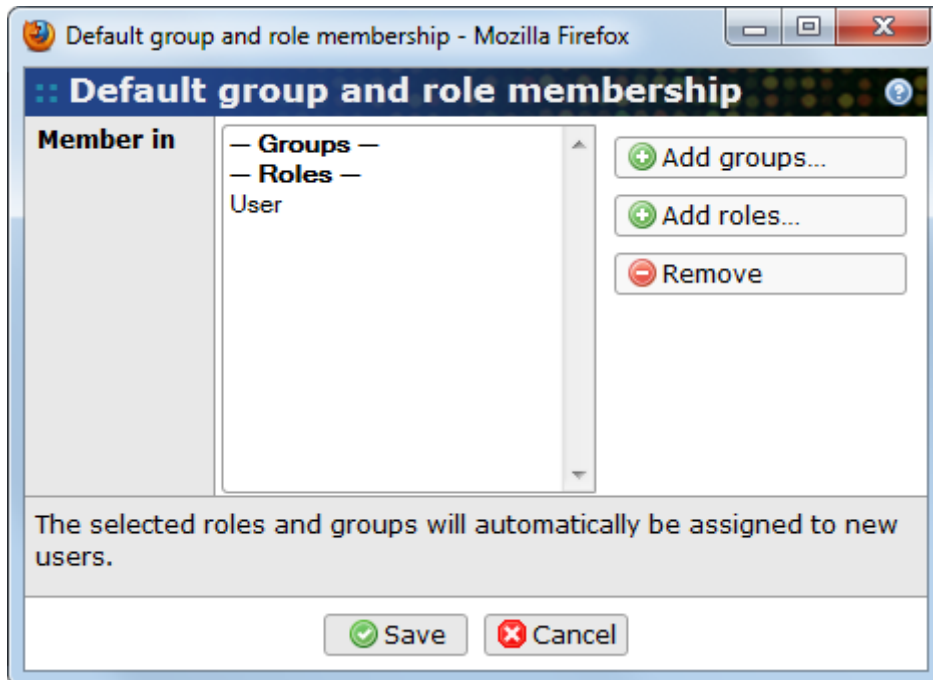 Default group and role membership - Mozilla Firefox
:: Default group and role membership
Member in
— Groups —
— Roles —
User
Add groups...
Add roles...
Remove
The selected roles and groups will automatically be assigned to new
users.
Save
Cancel